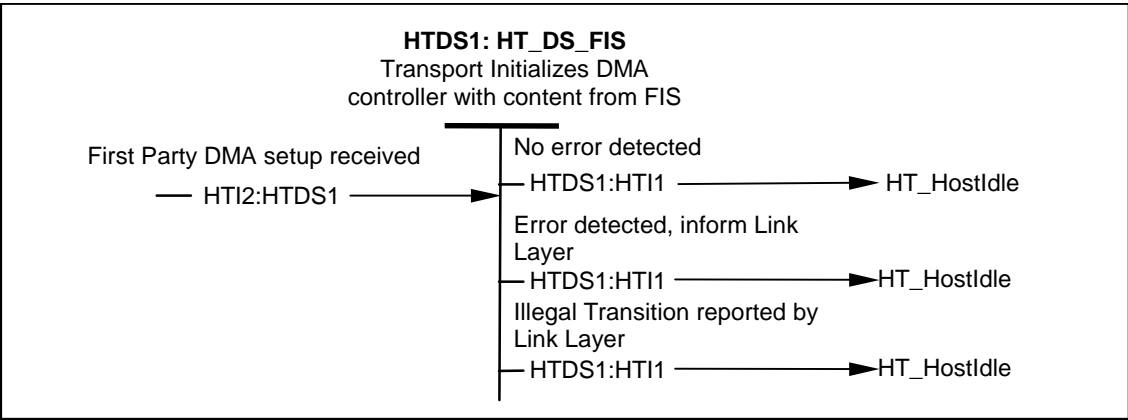 HTDS1: HT_DS_FIS
Transport Initializes DMA
controller with content from FIS
First Party DMA setup received
HTI2:HTDS1
No error detected
HTDS1:HTI1
HT_HostIdle
Error detected, inform Link
Layer
HTDS1:HTI1
HT_HostIdle
Illegal Transition reported by
Link Layer
HTDS1:HTI1
HT_HostIdle